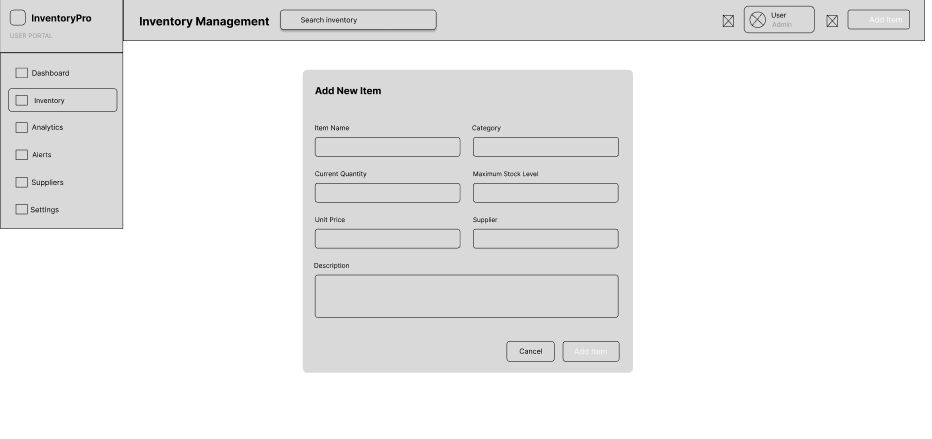 InventoryPro
USER PORTAL
Dashboard
Inventory
Analytics
Alerts
Suppliers
Settings
Inventory Management
Search inventory
User
Admin
Add Item
Add New Item
Item Name
Category
Current Quantity
Maximum Stock Level
Unit Price
Supplier
Description
Cancel
Add Item